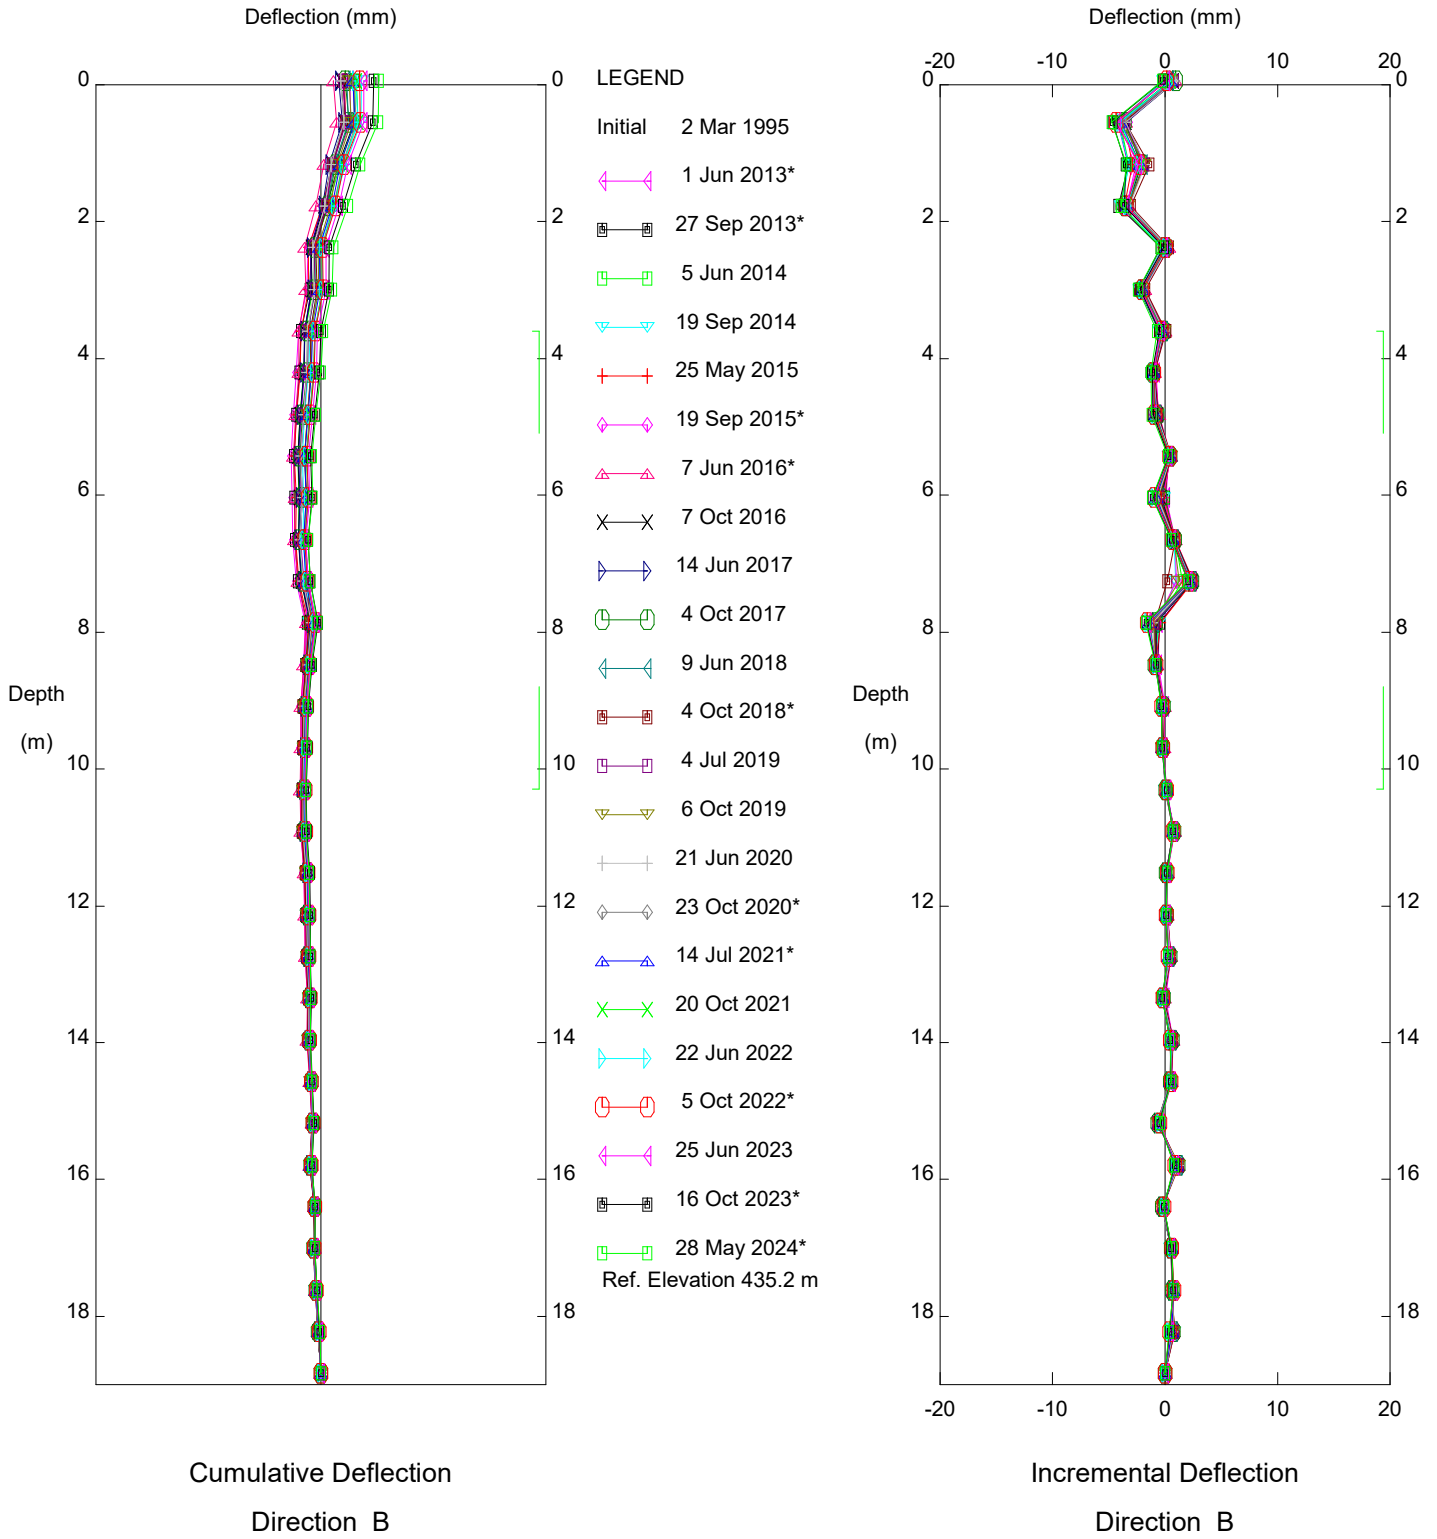 Deflection (mm)
0
0
2
2
4
4
6
6
8
8
Depth
(m)
10
10
12
12
14
14
16
16
18
18
Cumulative Deflection
Direction B
LEGEND
Initial 2 Mar 1995
1 Jun 2013*
27 Sep 2013*
5 Jun 2014
19 Sep 2014
25 May 2015
19 Sep 2015*
7 Jun 2016*
7 Oct 2016
14 Jun 2017
4 Oct 2017
9 Jun 2018
4 Oct 2018*
4 Jul 2019
6 Oct 2019
21 Jun 2020
23 Oct 2020*
14 Jul 2021*
20 Oct 2021
22 Jun 2022
5 Oct 2022*
25 Jun 2023
16 Oct 2023*
28 May 2024*
Ref. Elevation 435.2 m
Deflection (mm)
-20 -10 0 10 20
0
0
2
2
4
4
6
6
8
8
Depth
(m)
10
10
12
12
14
14
16
16
18
18
-20 -10 0 10 20
Incremental Deflection
Direction B